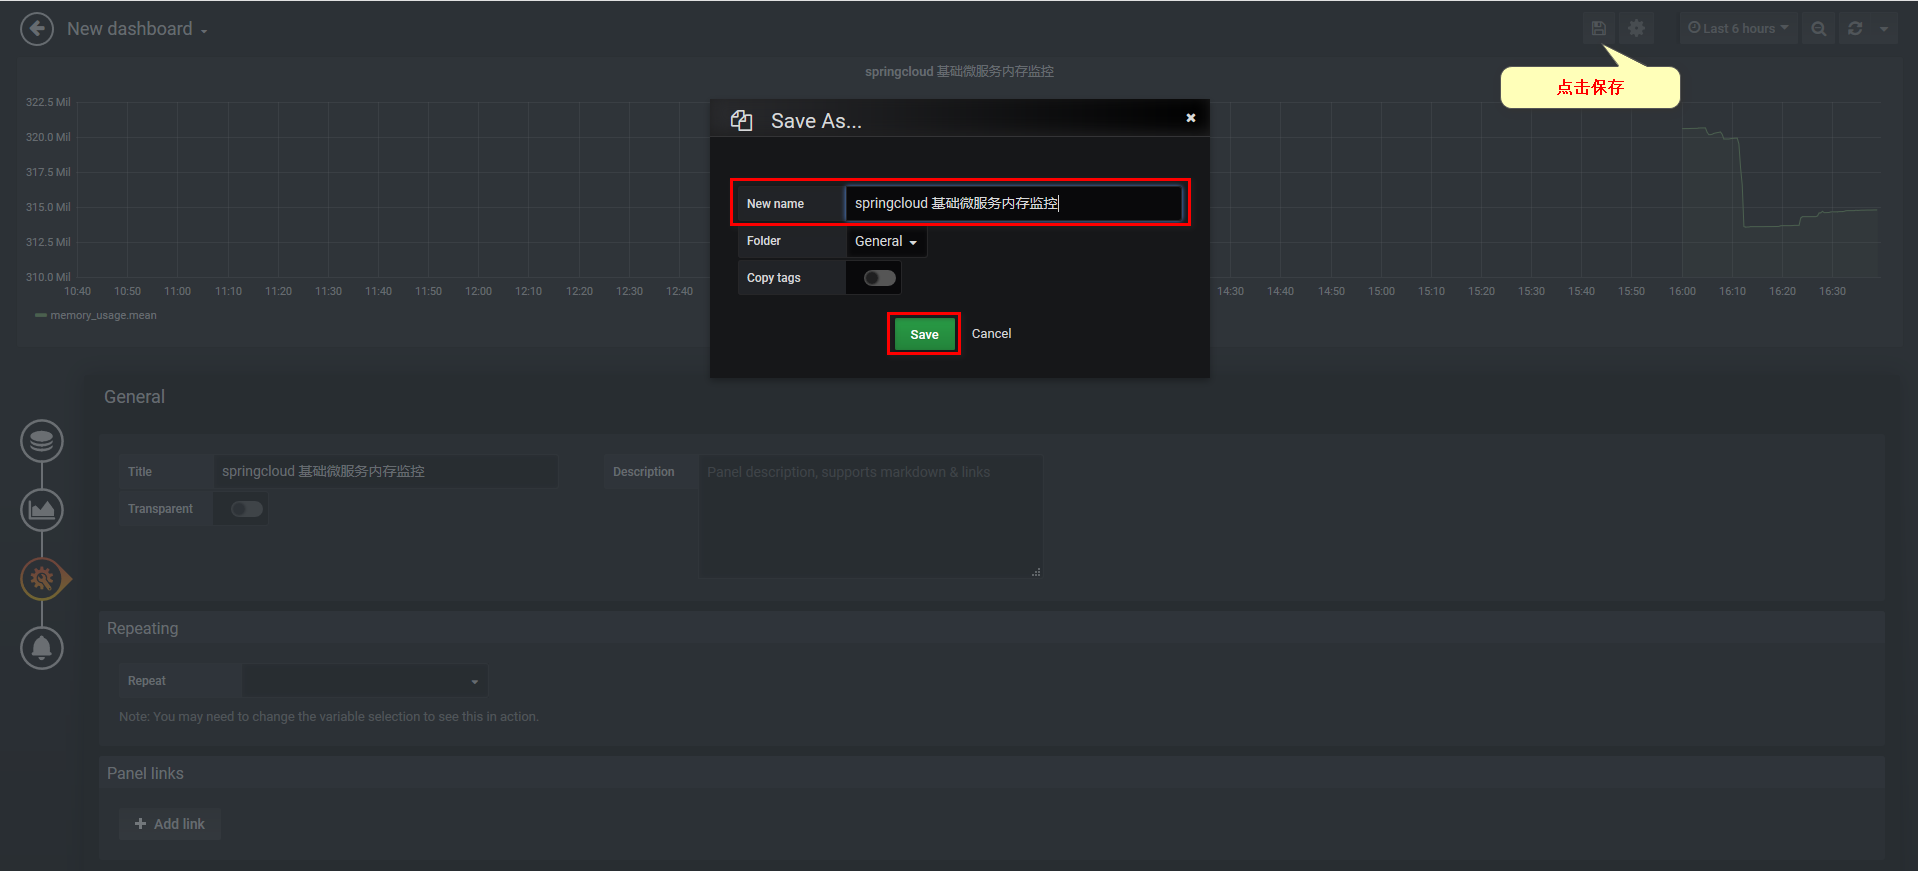 New dashboard
Last 6 hours
点击保存
springcloud 基础微服务内存监控
322.5 Mil
320.0 Mil
317.5 Mil
315.0 Mil
312.5 Mil
310.0 Mil
10:40 10:50 11:00 11:10 11:20 11:30 11:40 11:50 12:00 12:10 12:20 12:30 12:40 14:30 14:40 14:50 15:00 15:10 15:20 15:30 15:40 15:50 16:00 16:10 16:20 16:30
memory_usage.mean
Save As...
New name springcloud 基础微服务内存监控
Folder General
Copy tags
Save Cancel
General
Title springcloud 基础微服务内存监控
Description Panel description, supports markdown & links
Transparent
Repeating
Repeat
Note: You may need to change the variable selection to see this in action.
Panel links
Add link